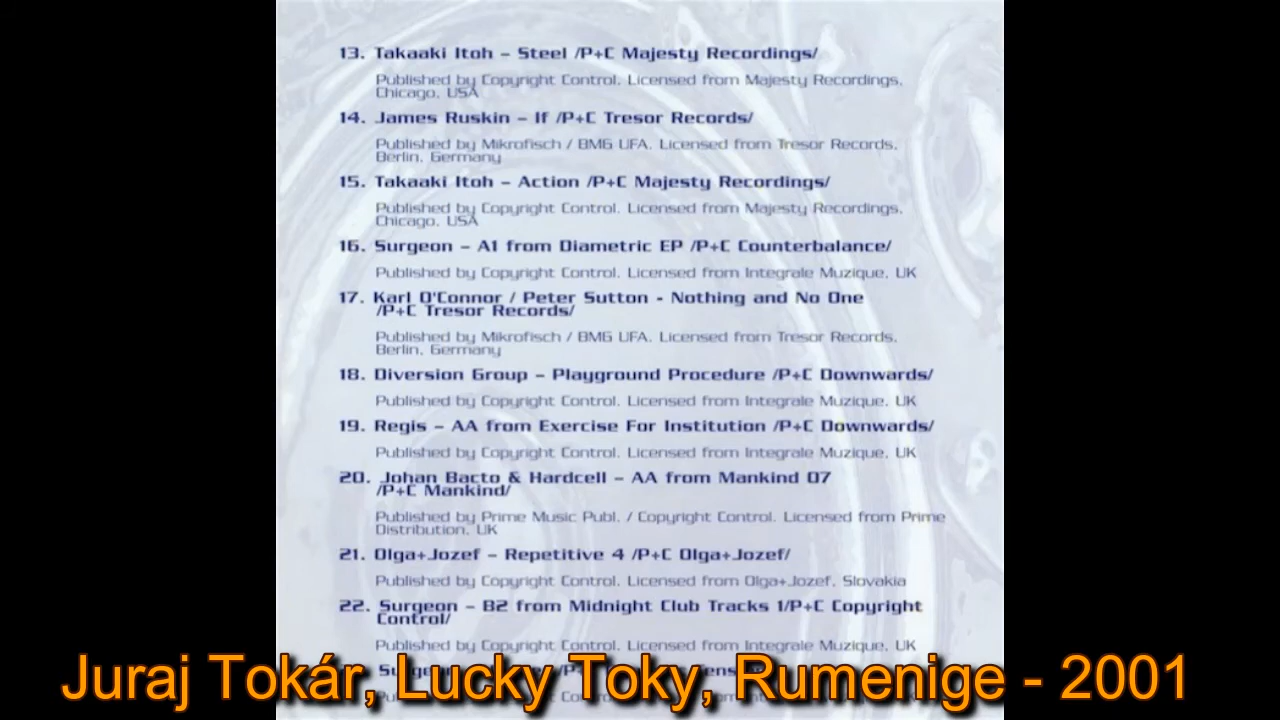 13. Takaaki Itoh – Steel /P+C Majesty Recordings/
Published by Copyright Control. Licensed from Majesty Recordings,
Chicago, USA
14. James Ruskin – If /P+C Tresor Records/
Published by Mikrofisch / BMG UFA. Licensed from Tresor Records,
Berlin, Germany
15. Takaaki Itoh – Action /P+C Majesty Recordings/
Published by Copyright Control. Licensed from Majesty Recordings,
Chicago, USA
16. Surgeon – A1 from Diametric EP /P+C Counterbalance/
Published by Copyright Control. Licensed from Integrale Muzique, UK
17. Karl O'Connor / Peter Sutton - Nothing and No One
/P+C Tresor Records/
Published by Mikrofisch / BMG UFA. Licensed from Tresor Records,
Berlin, Germany
18. Diversion Group – Playground Procedure /P+C Downwards/
Published by Copyright Control. Licensed from Integrale Muzique, UK
19. Regis – AA from Exercise For Institution /P+C Downwards/
Published by Copyright Control. Licensed from Integrale Muzique, UK
20. Johan Bacto & Hardcell – AA from Mankind 07
/P+C Mankind/
Published by Prime Music Publ. / Copyright Control. Licensed from Prime
Distribution, UK
21. Olga+Jozef – Repetitive 4 /P+C Olga+Jozef/
Published by Copyright Control. Licensed from Olga+Jozef, Slovakia
22. Surgeon – B2 from Midnight Club Tracks 1/P+C Copyright
Control/
Published by Copyright Control. Licensed from Integrale Muzique, UK
Juraj Tokár, Lucky Toky, Rumenige - 2001